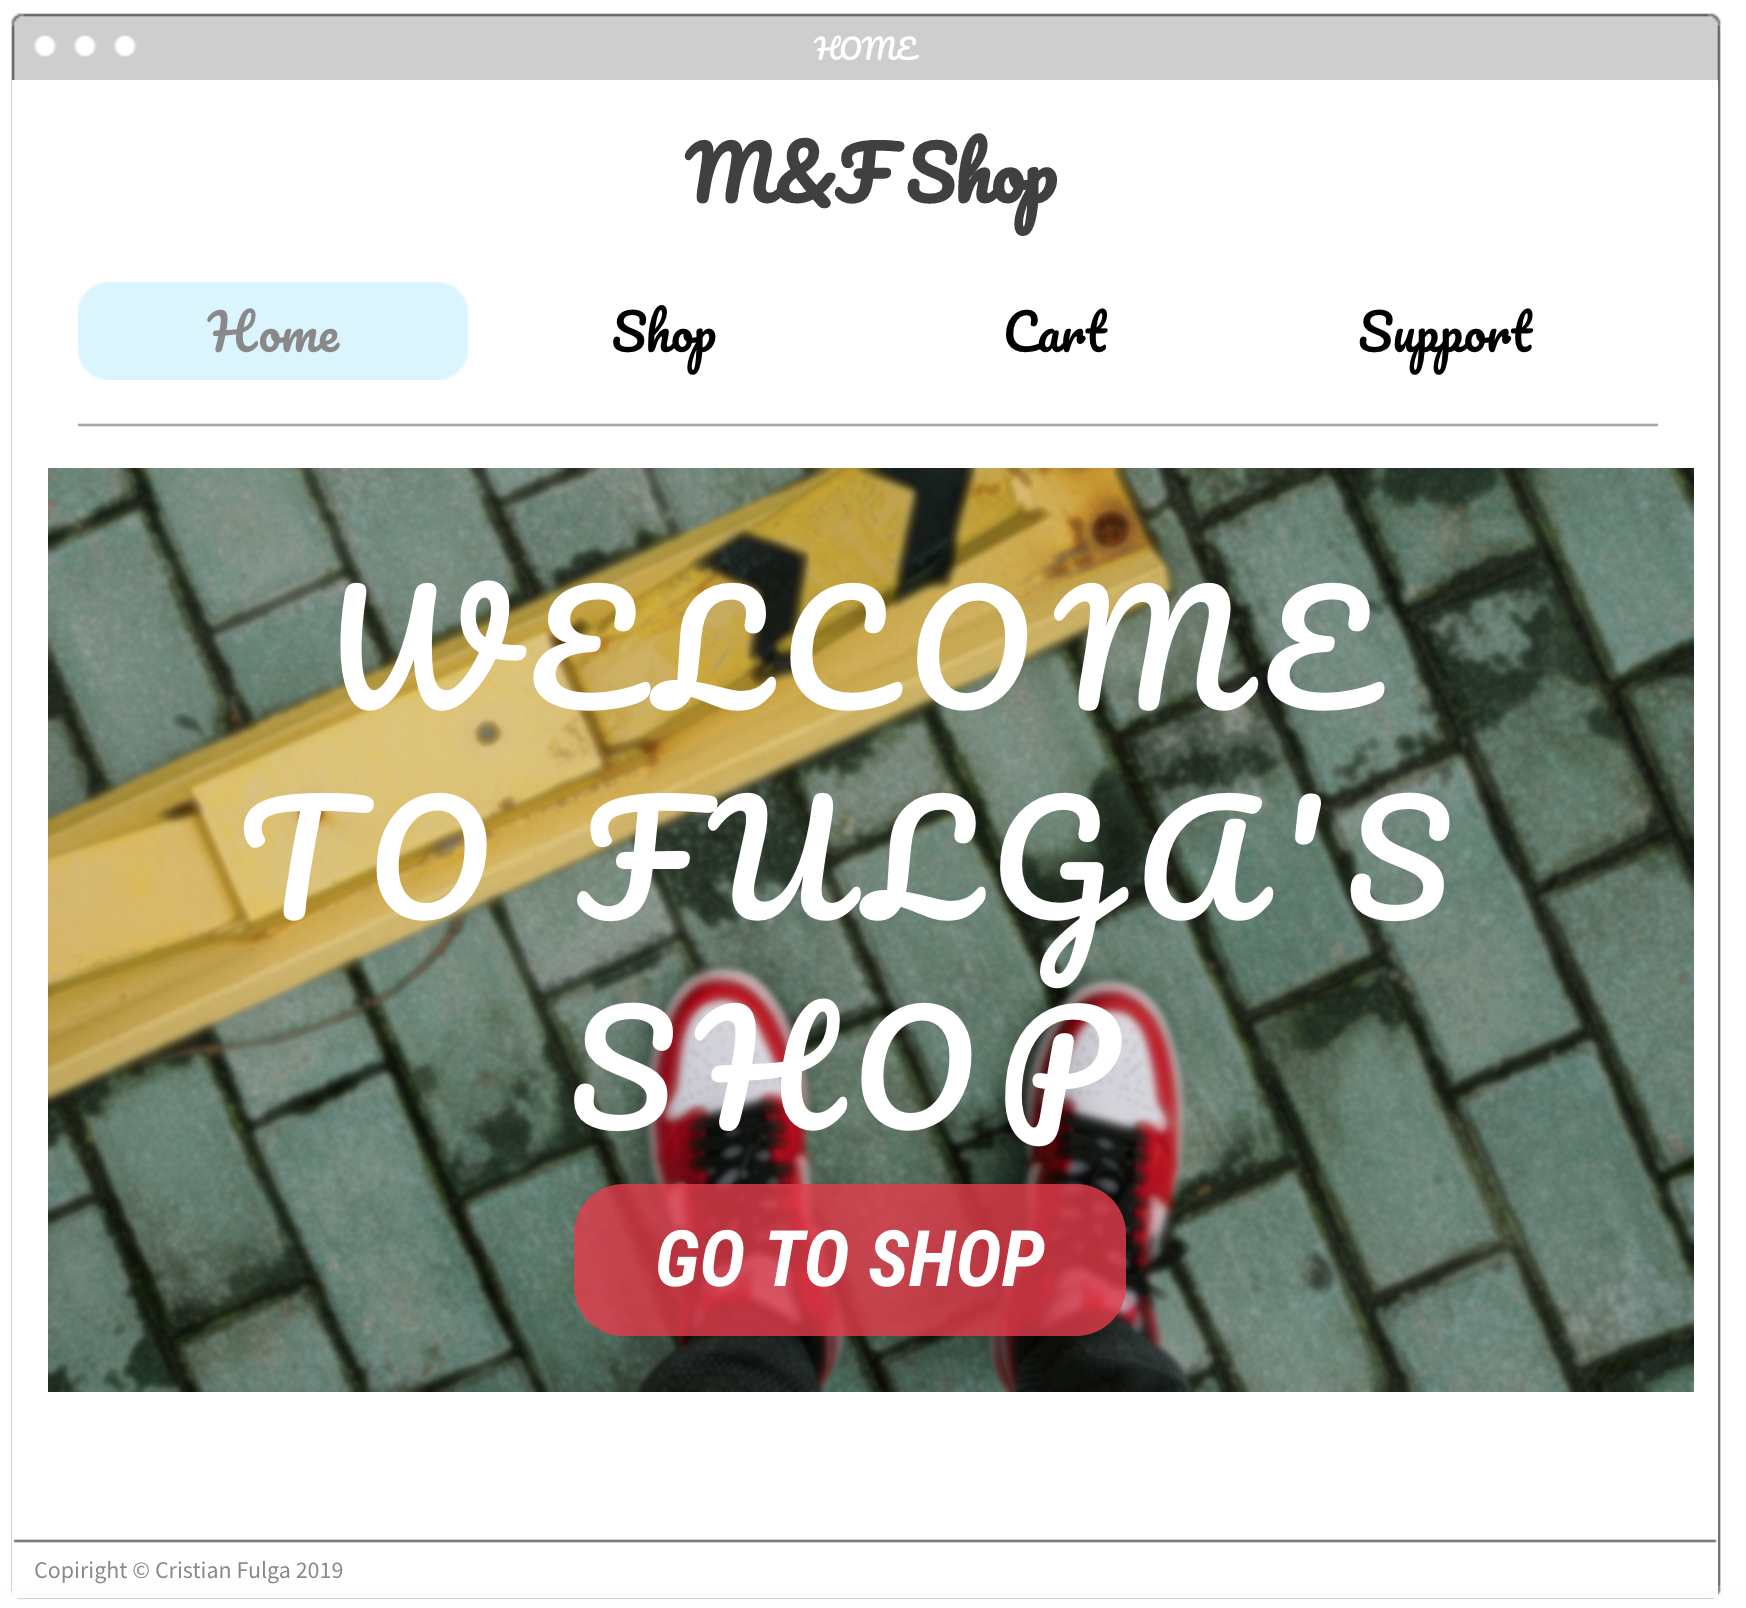 HOME
M&F Shop
Home Shop Cart Support
WELCOME
TO FULGA'S
SHOP
GO TO SHOP
Copiright © Cristian Fulga 2019